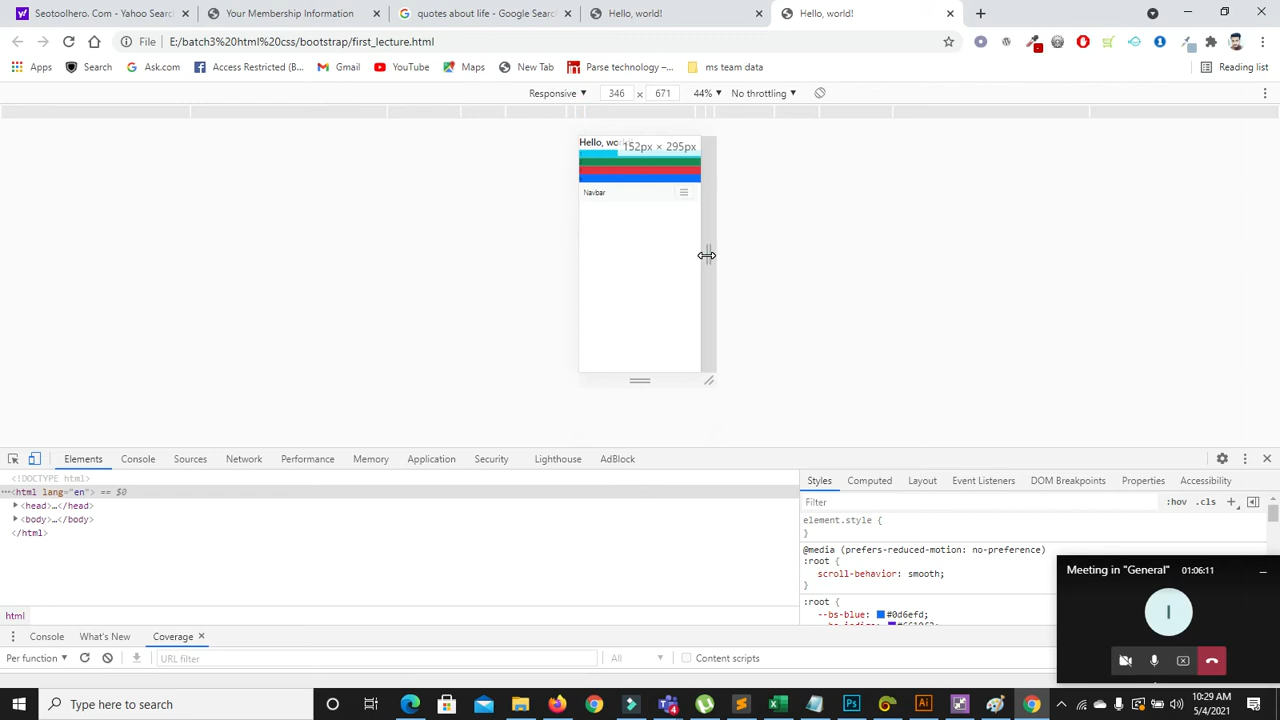 Seotoolhero. Com - Yahoo Search
Your Membership Information
quotes about life - Google Search
Hello, world!
Hello, world!
File
E:/batch3%20html%20css/bootstrap/first_lecture.html
Apps
Search
Ask.com
Access Restricted (B...
Gmail
YouTube
Maps
New Tab
Parse technology –...
ms team data
Reading list
Responsive
346
x
671
44%
No throttling
Hello, wo
152px × 295px
Navbar
Elements
Console
Sources
Network
Performance
Memory
Application
Security
Lighthouse
AdBlock
<!DOCTYPE html>
...<html lang="en"> == $0
<head>…</head>
<body>…</body>
</html>
html
Styles
Computed
Layout
Event Listeners
DOM Breakpoints
Properties
Accessibility
Filter
:hov
.cls
element.style {
}
@media (prefers-reduced-motion: no-preference)
:root {
scroll-behavior: smooth;
}
:root {
--bs-blue: #0d6efd;
Meeting in "General"
01:06:11
I
Console
What's New
Coverage
Per function
URL filter
All
Content scripts
Type here to search
4
10:29 AM
5/4/2021